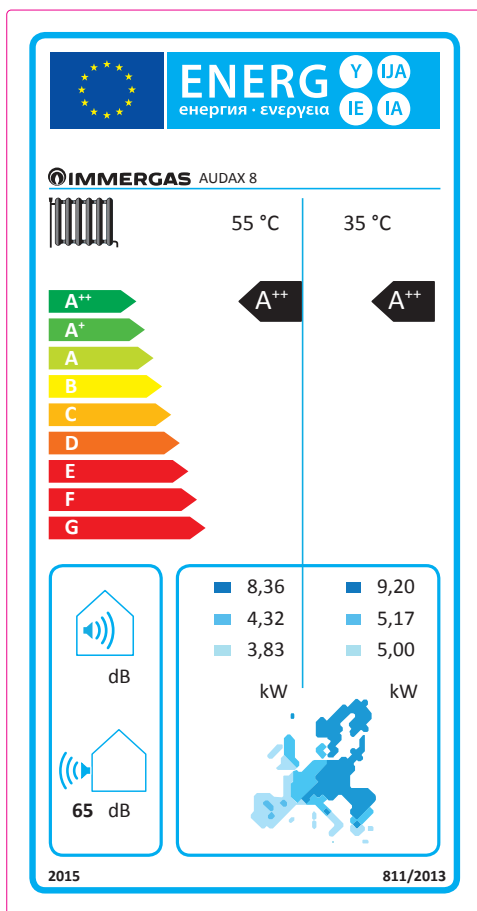 ENERG Y IJA
енергия · ενεργεια IE IA
IMMERGAS AUDAX 8
55 °C 35 °C
A++ A++ A++
A+
A
B
C
D
E
F
G
8,36 9,20
4,32 5,17
3,83 5,00
kW kW
dB
65 dB
2015 811/2013